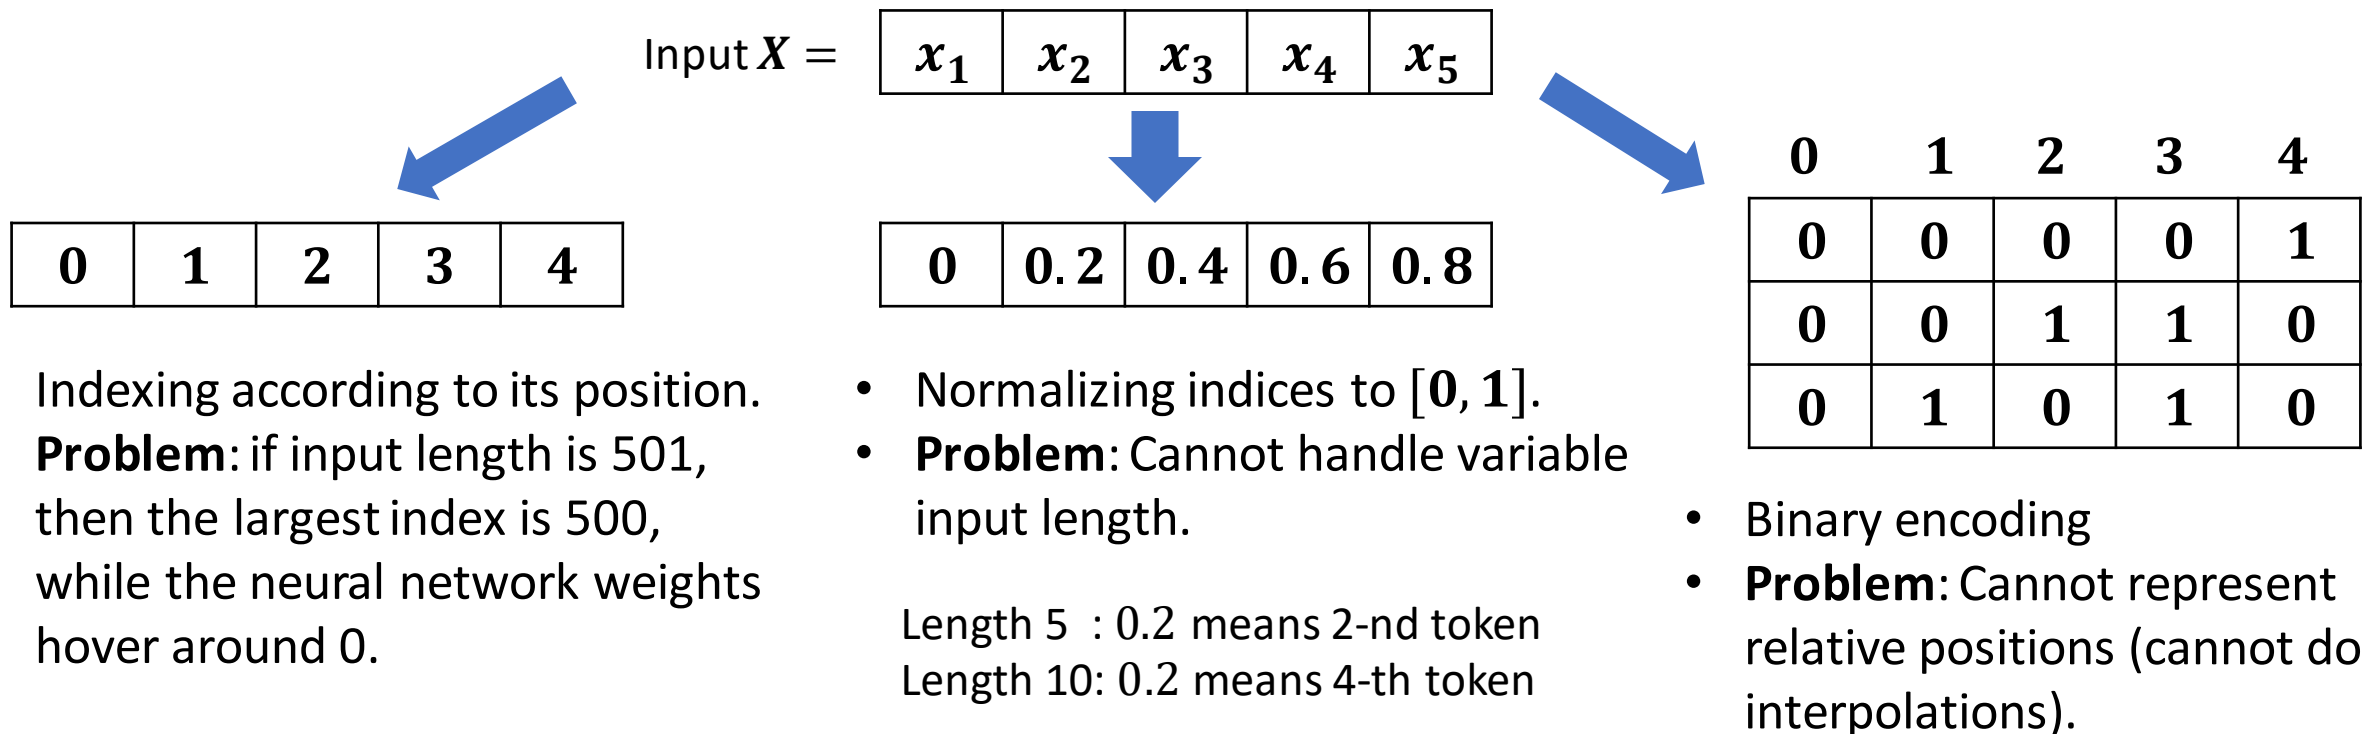 Input X = x₁ x₂ x₃ x₄ x₅
0 1 2 3 4
Indexing according to its position.
Problem: if input length is 501,
then the largest index is 500,
while the neural network weights
hover around 0.
0 0.2 0.4 0.6 0.8
• Normalizing indices to [0, 1].
• Problem: Cannot handle variable
input length.
Length 5 : 0.2 means 2-nd token
Length 10: 0.2 means 4-th token
0 1 2 3 4
0 0 0 0 1
0 0 1 1 0
0 1 0 1 0
• Binary encoding
• Problem: Cannot represent
relative positions (cannot do
interpolations).